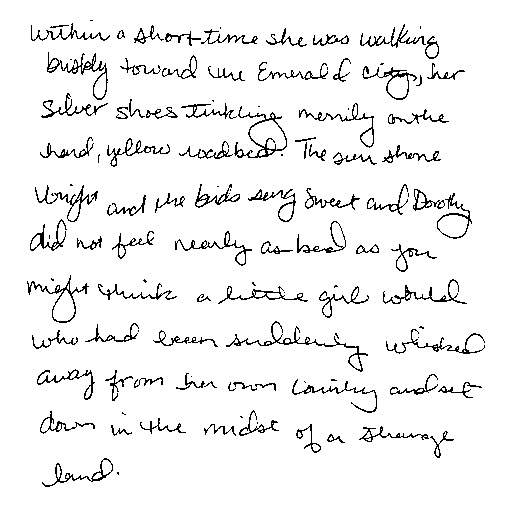 Within a short time she was walking
briskly toward the Emerald City, her
silver shoes tinkling merrily on the
hard, yellow roadbed. The sun shone
bright and the birds sang sweet and Dorothy
did not feel nearly as bad as you
might think a little girl would
who had been suddenly whisked
away from her own country and set
down in the midst of a strange
land.